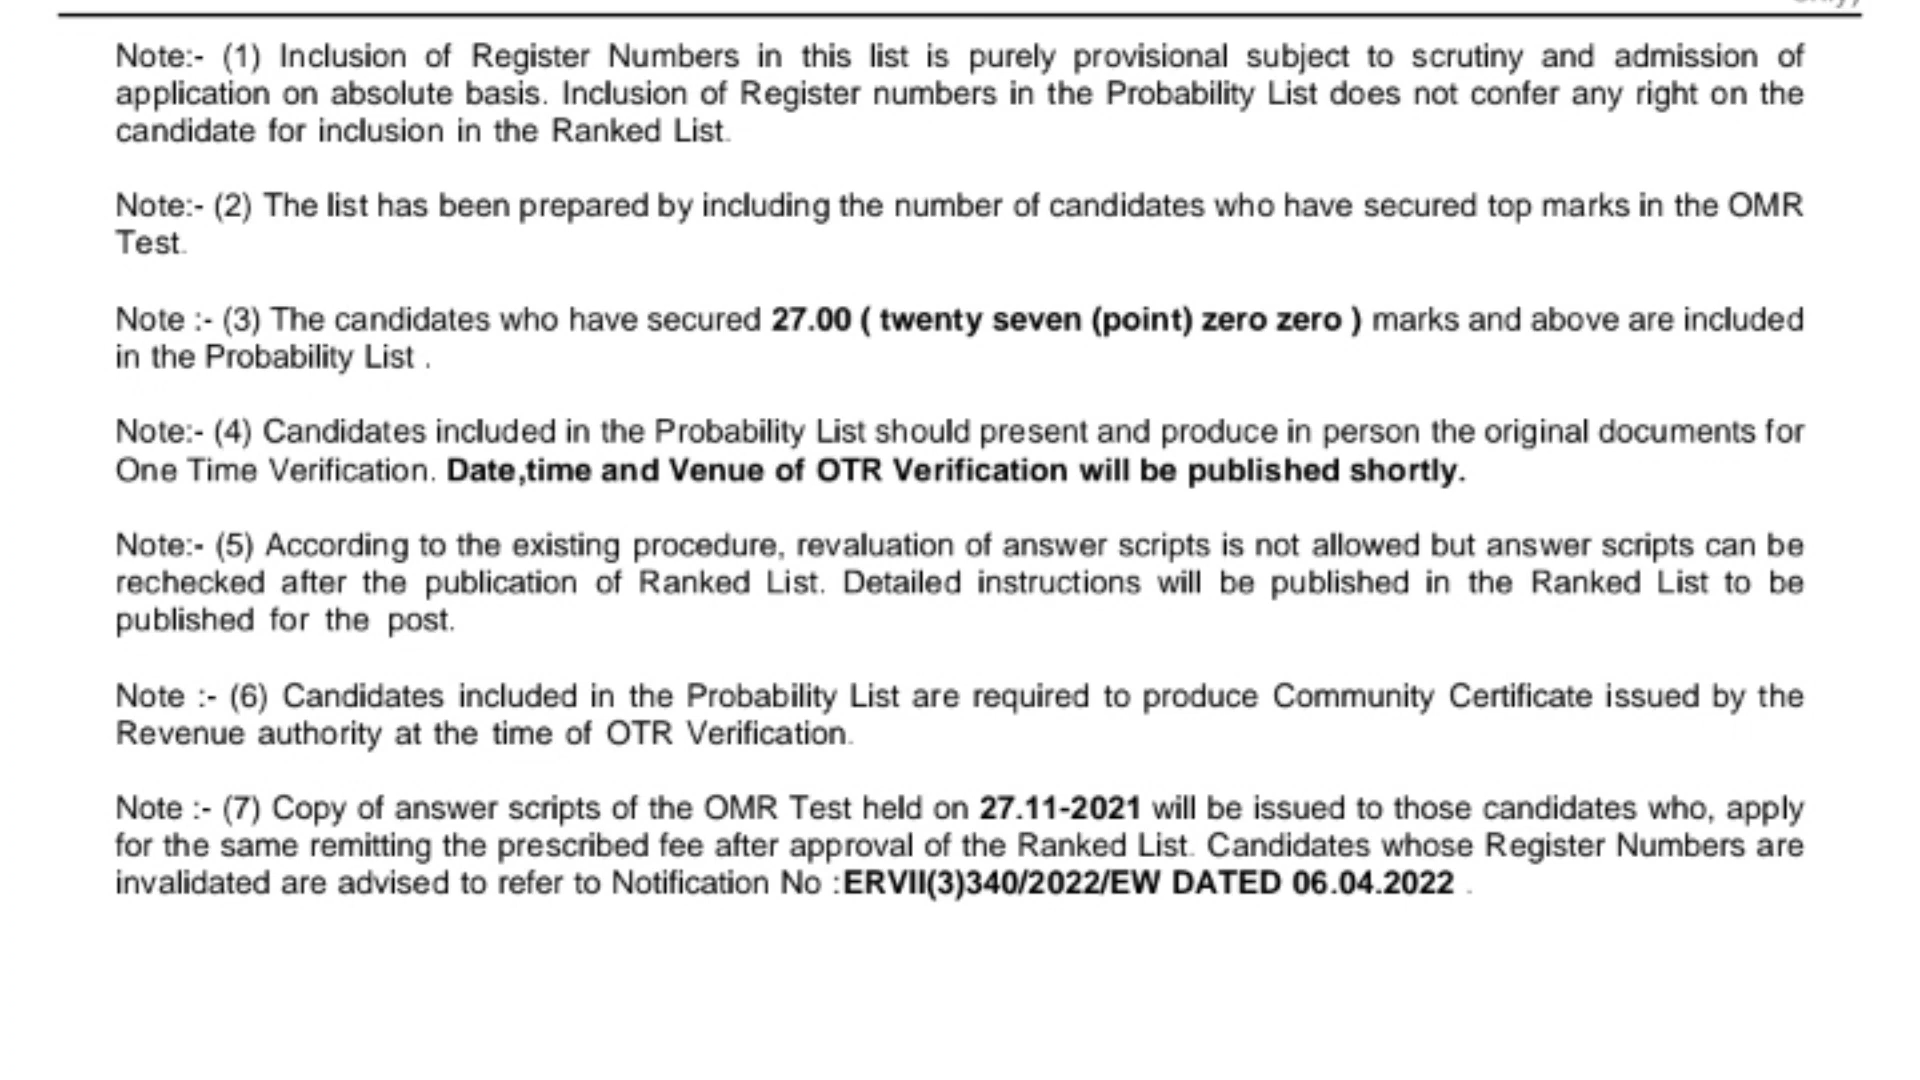 Note:- (1) Inclusion of Register Numbers in this list is purely provisional subject to scrutiny and admission of
application on absolute basis. Inclusion of Register numbers in the Probability List does not confer any right on the
candidate for inclusion in the Ranked List.
Note:- (2) The list has been prepared by including the number of candidates who have secured top marks in the OMR
Test.
Note :- (3) The candidates who have secured 27.00 ( twenty seven (point) zero zero ) marks and above are included
in the Probability List .
Note:- (4) Candidates included in the Probability List should present and produce in person the original documents for
One Time Verification. Date,time and Venue of OTR Verification will be published shortly.
Note:- (5) According to the existing procedure, revaluation of answer scripts is not allowed but answer scripts can be
rechecked after the publication of Ranked List. Detailed instructions will be published in the Ranked List to be
published for the post.
Note :- (6) Candidates included in the Probability List are required to produce Community Certificate issued by the
Revenue authority at the time of OTR Verification.
Note :- (7) Copy of answer scripts of the OMR Test held on 27.11-2021 will be issued to those candidates who, apply
for the same remitting the prescribed fee after approval of the Ranked List. Candidates whose Register Numbers are
invalidated are advised to refer to Notification No :ERVII(3)340/2022/EW DATED 06.04.2022 .